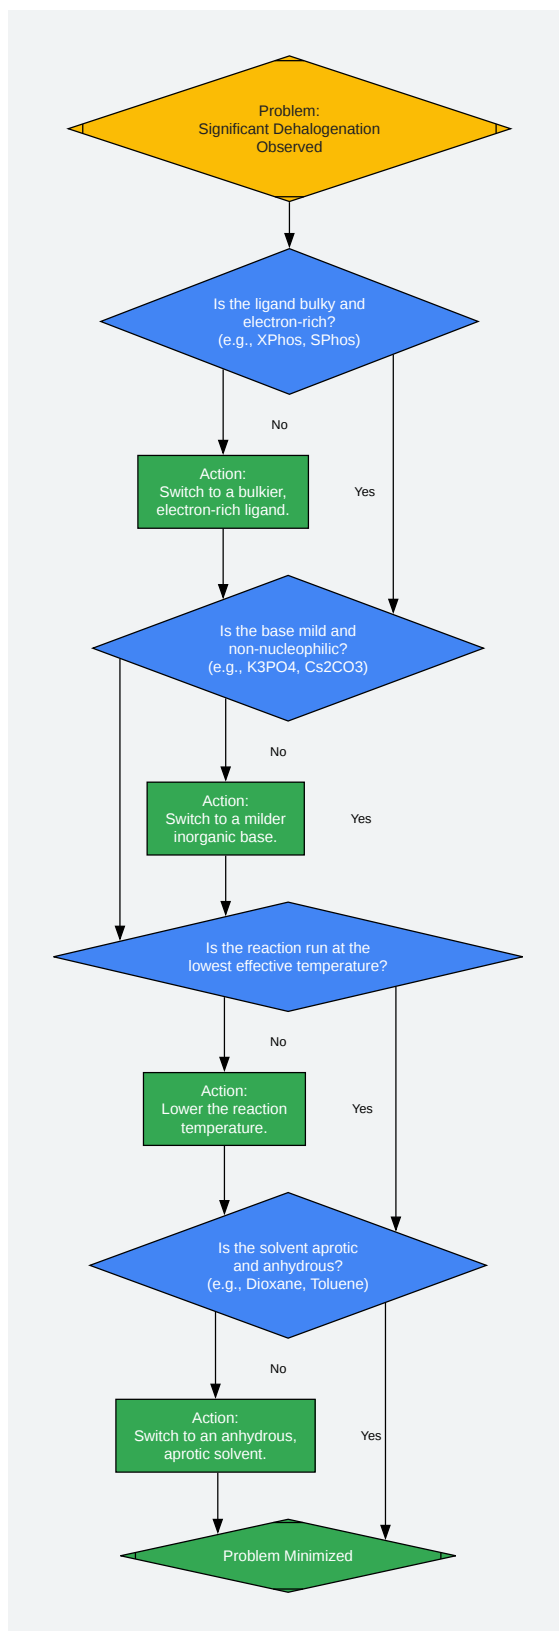 Problem:
Significant Dehalogenation
Observed
Is the ligand bulky and
electron-rich?
(e.g., XPhos, SPhos)
No
Action:
Switch to a bulkier,
electron-rich ligand.
Yes
Is the base mild and
non-nucleophilic?
(e.g., K3PO4, Cs2CO3)
No
Action:
Switch to a milder
inorganic base.
Yes
Is the reaction run at the
lowest effective temperature?
No
Action:
Lower the reaction
temperature.
Yes
Is the solvent aprotic
and anhydrous?
(e.g., Dioxane, Toluene)
No
Action:
Switch to an anhydrous,
aprotic solvent.
Yes
Problem Minimized